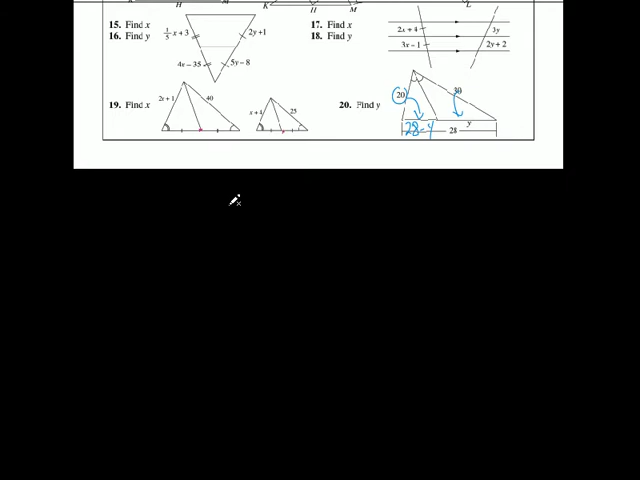 K H M
15. Find x
16. Find y
1/5 x + 3
2y+1
4x − 35
5y−8
17. Find x
18. Find y
2x + 4
3y
3x − 1
2y + 2
19. Find x
2x + 1
40
x + 4
25
20. Find y
20
30
28-y
y
28